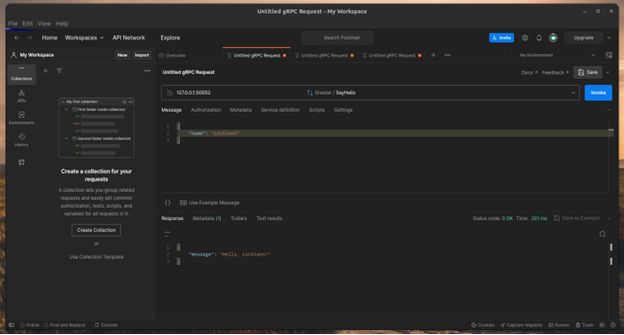 Untitled gRPC Request - My Workspace
File Edit View Help
Home Workspaces API Network Explore
Search Postman
Invite
Upgrade
My Workspace
New Import
Overview
Untitled gRPC Request
Untitled gRPC Request
Untitled gRPC Request
No Environment
Collections
APIs
Environments
History
My first collection
First folder inside collection
Second folder inside collection
Create a collection for your
requests
A collection lets you group related
requests and easily set common
authorization, tests, scripts, and
variables for all requests in it.
Create Collection
or
Use Collection Template
Untitled gRPC Request
Docs Feedback Save
127.0.0.1:50052
Greeter / SayHello
Invoke
Message Authorization Metadata Service definition Scripts Settings
1 {
2 "name": "Lochlann"
3 }
{} Use Example Message
Response Metadata (1) Trailers Test results
Status code: 0 OK Time: 201 ms Save as Example
1 {
2 "message": "Hello, Lochlann!"
3 }
Online Find and Replace Console
Cookies Capture requests Runner Trash